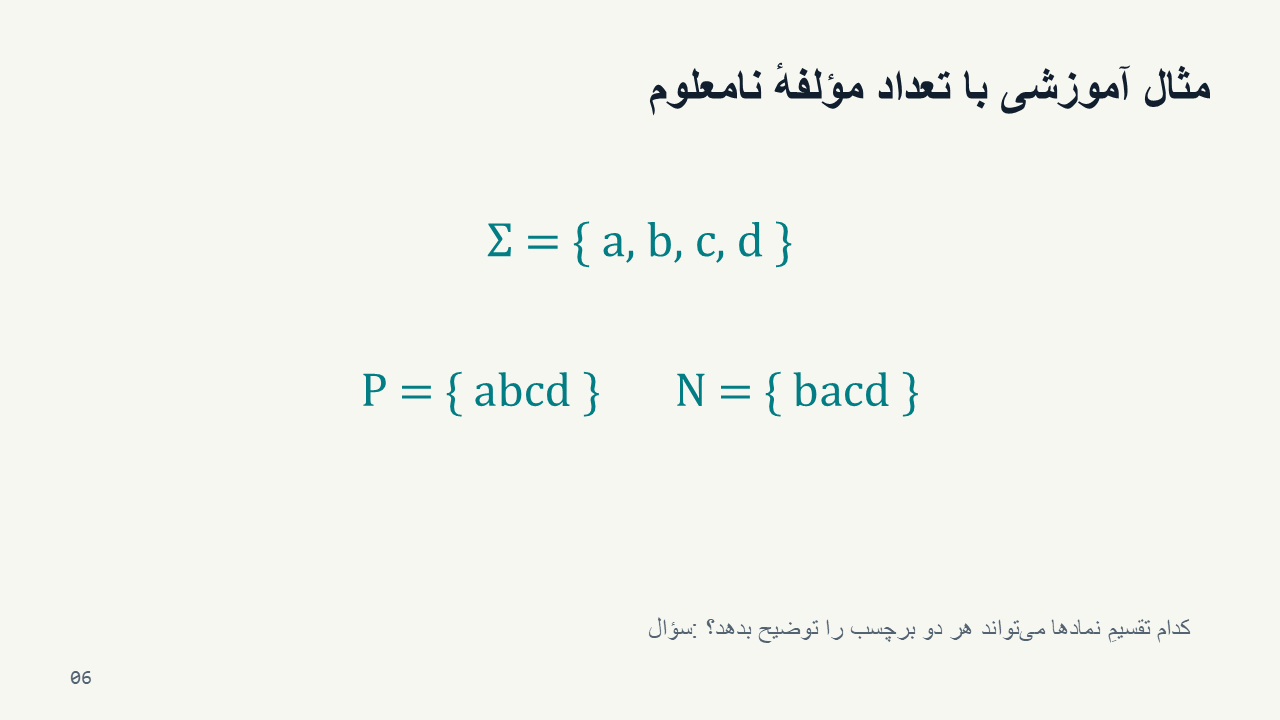 مثال آموزشی با تعداد مؤلفهٔ نامعلوم
Σ = { a, b, c, d }
P = { abcd } N = { bacd }
سؤال: کدام تقسیمِ نمادها می‌تواند هر دو برچسب را توضیح بدهد؟
06